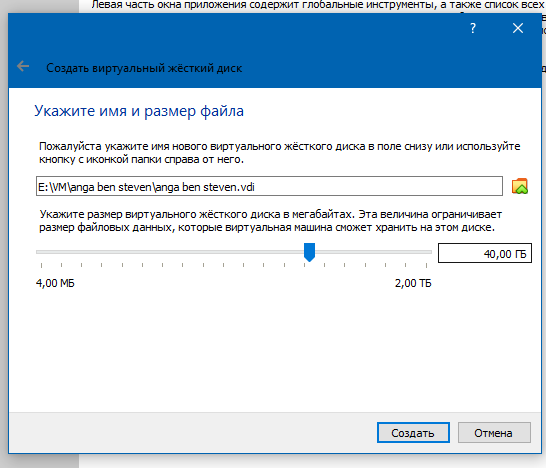 Левая часть окна приложения содержит глобальные инструменты, а также список всех
?
Создать виртуальный жёсткий диск
Укажите имя и размер файла
Пожалуйста укажите имя нового виртуального жёсткого диска в поле снизу или используйте
кнопку с иконкой папки справа от него.
E:\VM\anga ben steven\anga ben steven.vdi
Укажите размер виртуального жёсткого диска в мегабайтах. Эта величина ограничивает
размер файловых данных, которые виртуальная машина сможет хранить на этом диске.
40,00 ГБ
4,00 МБ
2,00 ТБ
Создать
Отмена